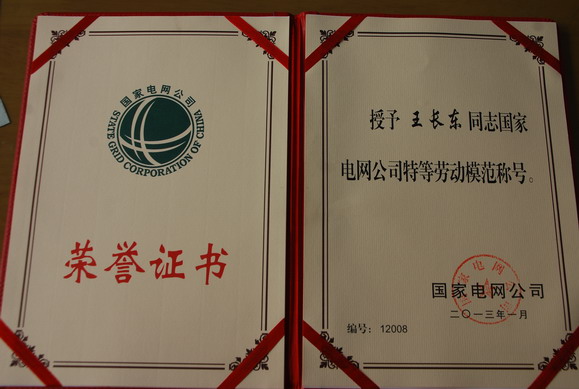 国家电网公司
STATE GRID CORPORATION OF CHINA
荣誉证书
授予 王长东 同志国家
电网公司特等劳动模范称号。
国家电网公司
二〇一三年一月
编号： 12008